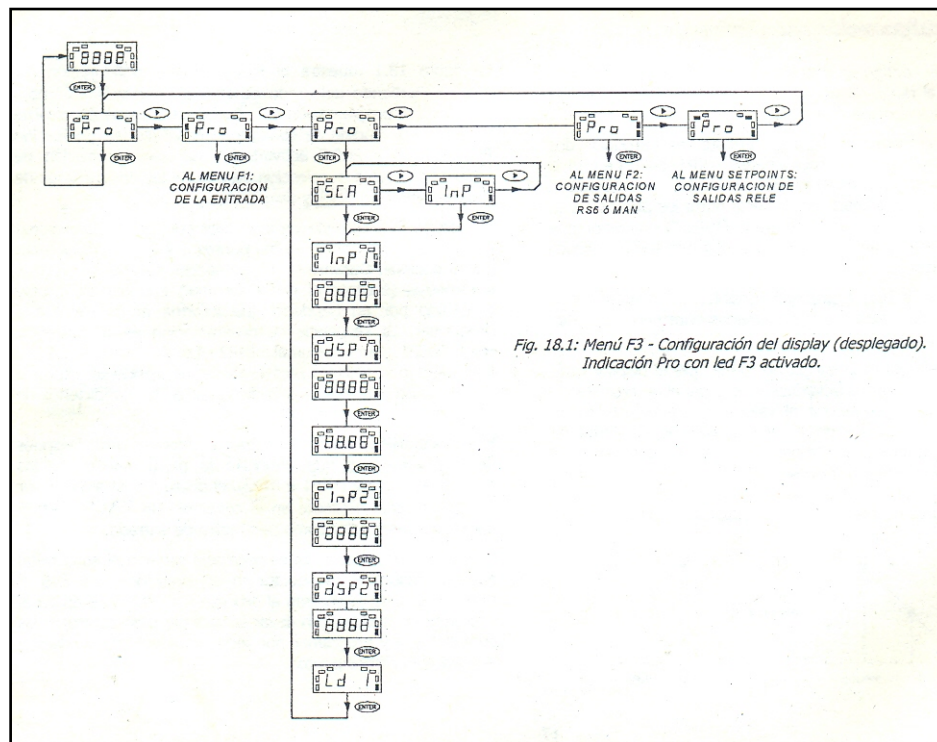 8888
ENTER
Pro
Pro
Pro
Pro
Pro
ENTER
ENTER
ENTER
ENTER
ENTER
AL MENU F1:
CONFIGURACION
DE LA ENTRADA
AL MENU F2:
CONFIGURACION
DE SALIDAS
RS6 ó MAN
AL MENU SETPOINTS:
CONFIGURACION DE
SALIDAS RELE
SCA
InP
ENTER
ENTER
InP1
8888
ENTER
dSP1
8888
ENTER
88.88
ENTER
InP2
8888
ENTER
dSP2
8888
ENTER
Ld 1
ENTER
Fig. 18.1: Menú F3 - Configuración del display (desplegado).
Indicación Pro con led F3 activado.